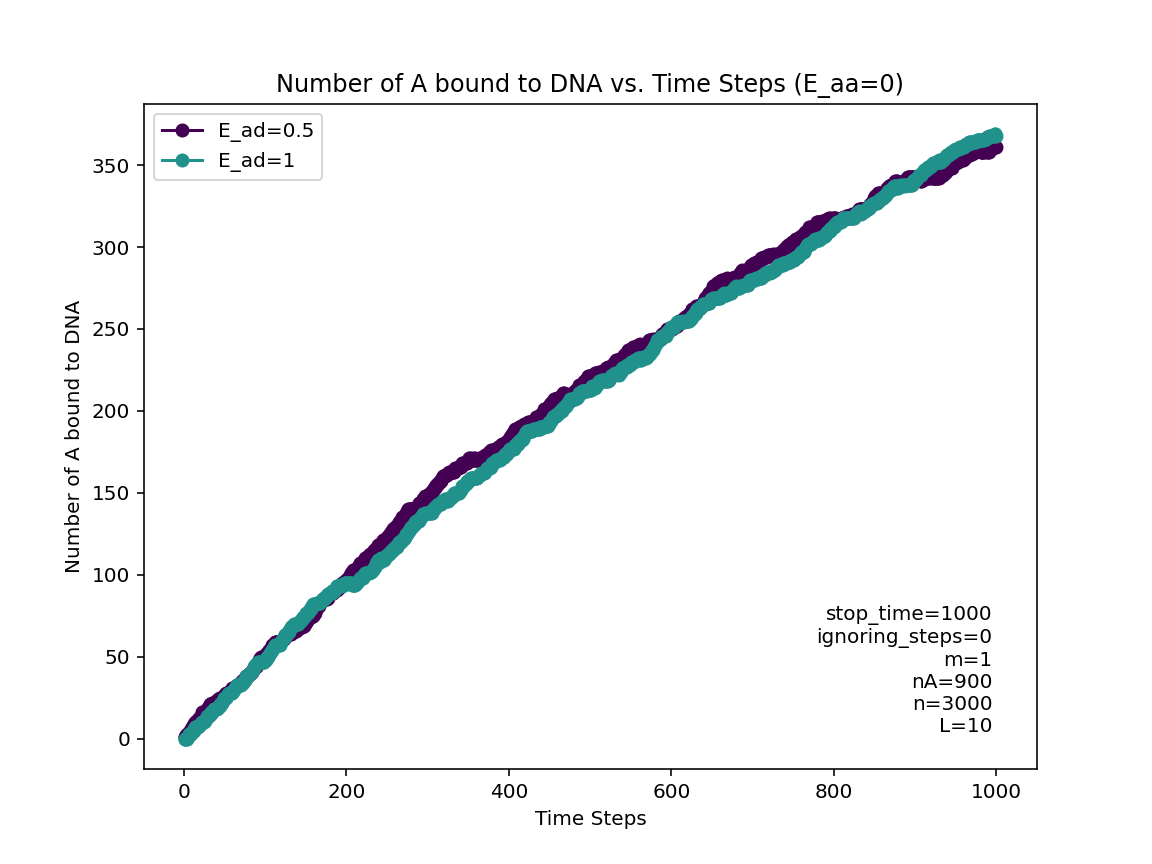 Number of A bound to DNA vs. Time Steps (E_aa=0)
E_ad=0.5
E_ad=1
Number of A bound to DNA
350
300
250
200
150
100
50
0
stop_time=1000
ignoring_steps=0
m=1
nA=900
n=3000
L=10
0 200 400 600 800 1000
Time Steps